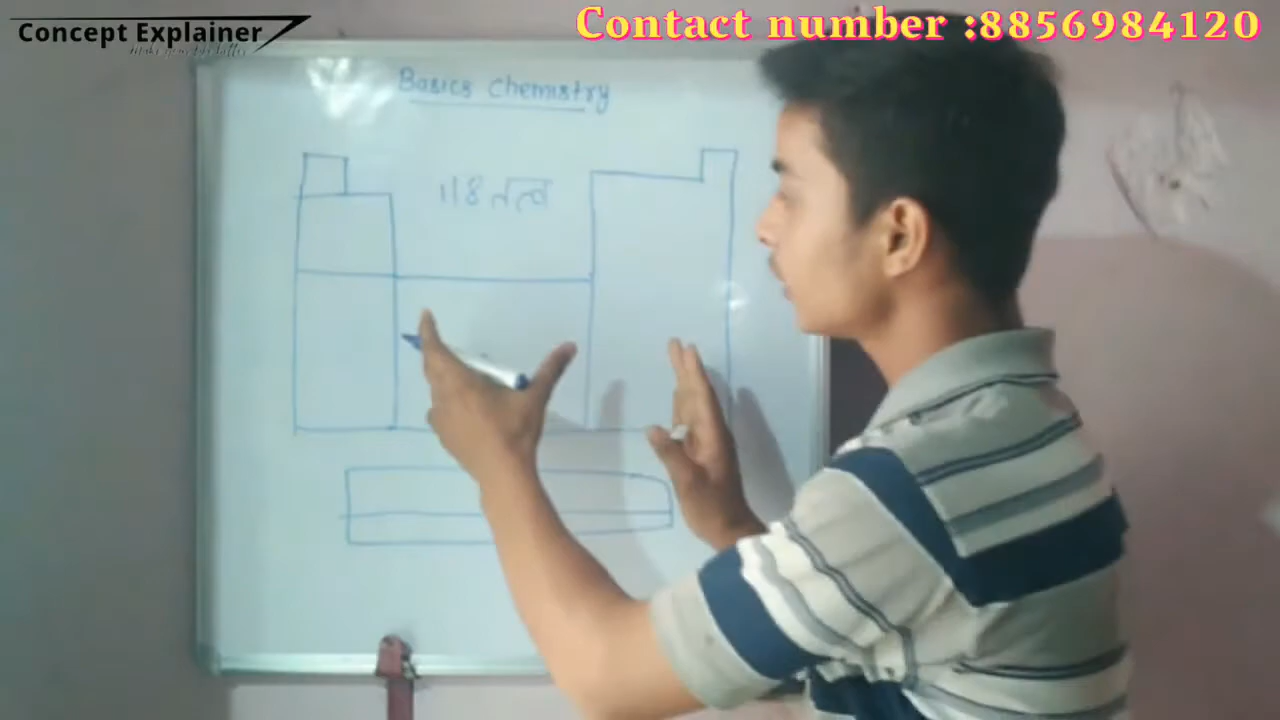 Concept Explainer
Contact number :8856984120
Basics chemistry
118 तत्व